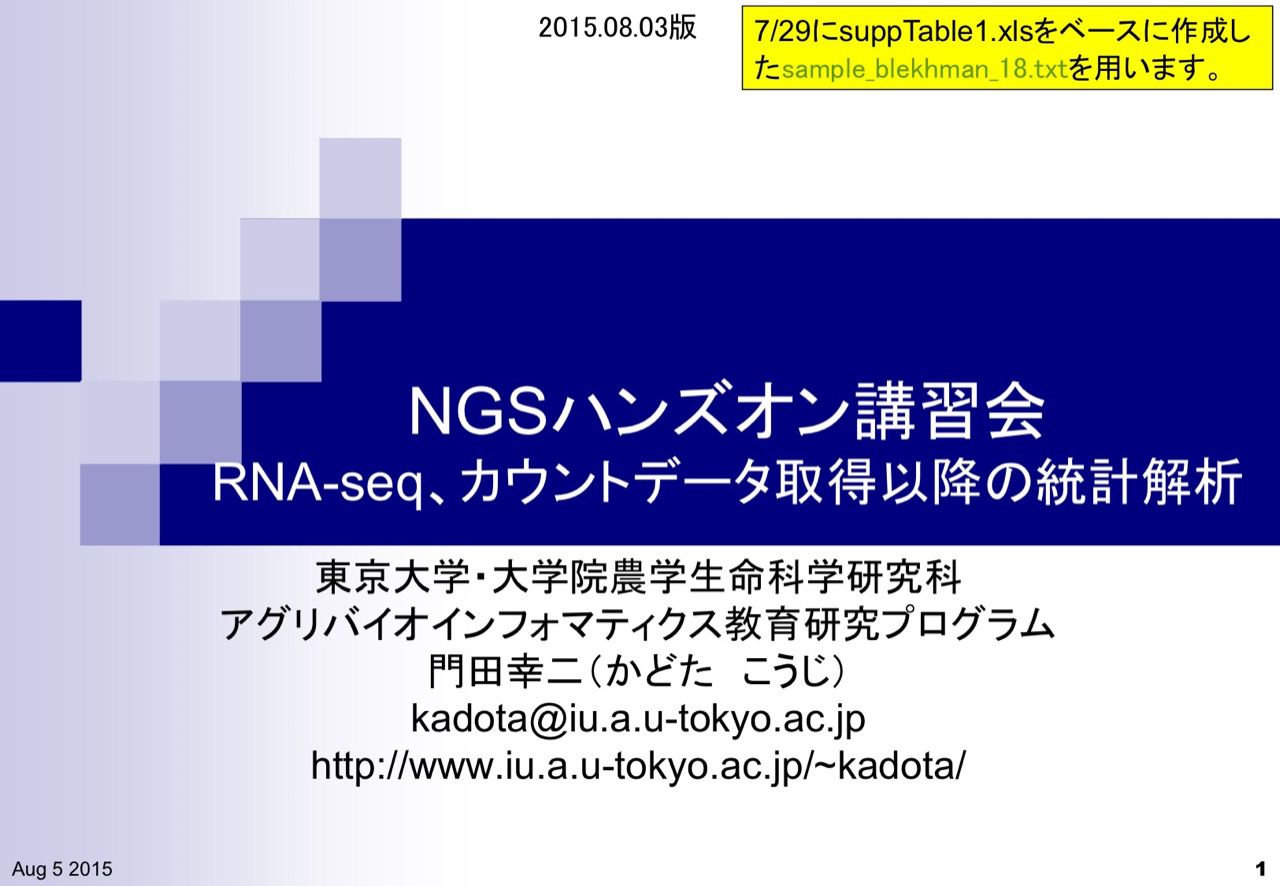 2015.08.03版
7/29にsuppTable1.xlsをベースに作成し
たsample_blekhman_18.txtを用います。
NGSハンズオン講習会
RNA-seq、カウントデータ取得以降の統計解析
東京大学・大学院農学生命科学研究科
アグリバイオインフォマティクス教育研究プログラム
門田幸二（かどた　こうじ）
kadota@iu.a.u-tokyo.ac.jp
http://www.iu.a.u-tokyo.ac.jp/~kadota/
Aug 5 2015
1